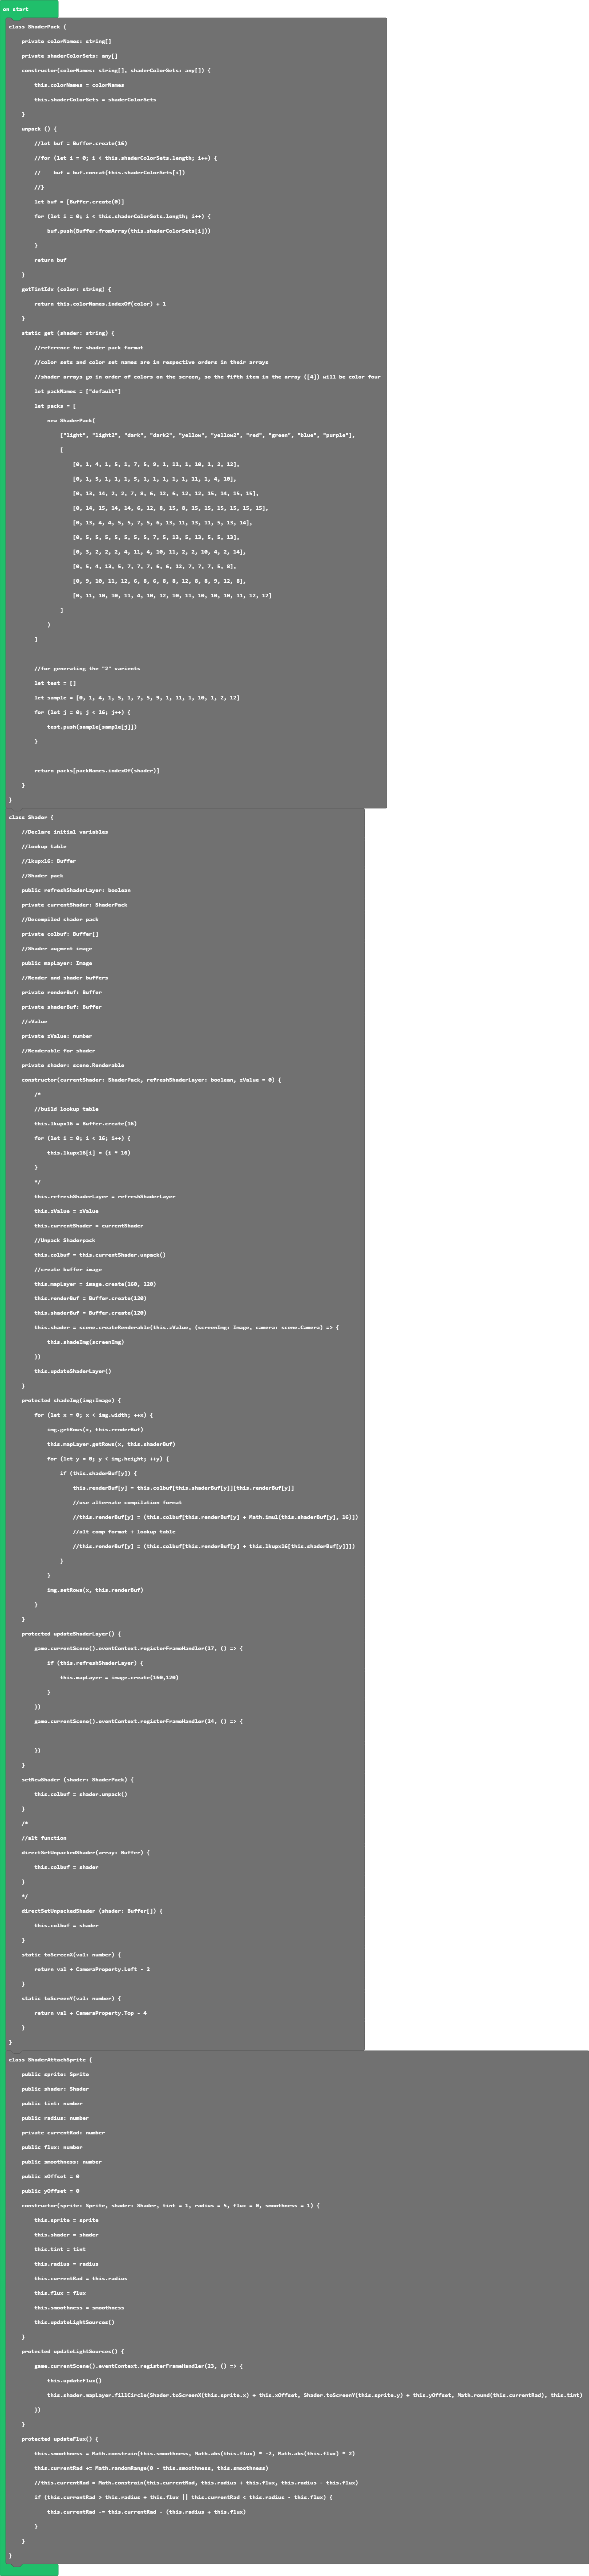 on start
class ShaderPack {
private colorNames: string[]
private shaderColorSets: any[]
constructor(colorNames: string[], shaderColorSets: any[]) {
this.colorNames = colorNames
this.shaderColorSets = shaderColorSets
}
unpack () {
//let buf = Buffer.create(16)
//for (let i = 0; i < this.shaderColorSets.length; i++) {
//    buf = buf.concat(this.shaderColorSets[i])
//}
let buf = [Buffer.create(0)]
for (let i = 0; i < this.shaderColorSets.length; i++) {
buf.push(Buffer.fromArray(this.shaderColorSets[i]))
}
return buf
}
getTintIdx (color: string) {
return this.colorNames.indexOf(color) + 1
}
static get (shader: string) {
//reference for shader pack format
//color sets and color set names are in respective orders in their arrays
//shader arrays go in order of colors on the screen, so the fifth item in the array ([4]) will be color four
let packNames = ["default"]
let packs = [
new ShaderPack(
["light", "light2", "dark", "dark2", "yellow", "yellow2", "red", "green", "blue", "purple"],
[
[0, 1, 4, 1, 5, 1, 7, 5, 9, 1, 11, 1, 10, 1, 2, 12],
[0, 1, 5, 1, 1, 1, 5, 1, 1, 1, 1, 1, 11, 1, 4, 10],
[0, 13, 14, 2, 2, 7, 8, 6, 12, 6, 12, 12, 15, 14, 15, 15],
[0, 14, 15, 14, 14, 6, 12, 8, 15, 8, 15, 15, 15, 15, 15, 15],
[0, 13, 4, 4, 5, 5, 7, 5, 6, 13, 11, 13, 11, 5, 13, 14],
[0, 5, 5, 5, 5, 5, 5, 5, 7, 5, 13, 5, 13, 5, 5, 13],
[0, 3, 2, 2, 2, 4, 11, 4, 10, 11, 2, 2, 10, 4, 2, 14],
[0, 5, 4, 13, 5, 7, 7, 7, 6, 6, 12, 7, 7, 7, 5, 8],
[0, 9, 10, 11, 12, 6, 8, 6, 8, 8, 12, 8, 8, 9, 12, 8],
[0, 11, 10, 10, 11, 4, 10, 12, 10, 11, 10, 10, 10, 11, 12, 12]
]
)
]
//for generating the "2" variants
let test = []
let sample = [0, 1, 4, 1, 5, 1, 7, 5, 9, 1, 11, 1, 10, 1, 2, 12]
for (let j = 0; j < 16; j++) {
test.push(sample[sample[j]])
}
return packs[packNames.indexOf(shader)]
}
}
class Shader {
//Declare initial variables
//lookup table
//lkupx16: Buffer
//Shader pack
public refreshShaderLayer: boolean
private currentShader: ShaderPack
//Decompiled shader pack
private colbuf: Buffer[]
//Shader augment image
public mapLayer: Image
//Render and shader buffers
private renderBuf: Buffer
private shaderBuf: Buffer
//zValue
private zValue: number
//Renderable for shader
private shader: scene.Renderable
constructor(currentShader: ShaderPack, refreshShaderLayer: boolean, zValue = 0) {
/*
//build lookup table
this.lkupx16 = Buffer.create(16)
for (let i = 0; i < 16; i++) {
this.lkupx16[i] = (i * 16)
}
*/
this.refreshShaderLayer = refreshShaderLayer
this.zValue = zValue
this.currentShader = currentShader
//Unpack Shaderpack
this.colbuf = this.currentShader.unpack()
//create buffer image
this.mapLayer = image.create(160, 120)
this.renderBuf = Buffer.create(120)
this.shaderBuf = Buffer.create(120)
this.shader = scene.createRenderable(this.zValue, (screenImg: Image, camera: scene.Camera) => {
this.shadeImg(screenImg)
})
this.updateShaderLayer()
}
protected shadeImg(img:Image) {
for (let x = 0; x < img.width; ++x) {
img.getRows(x, this.renderBuf)
this.mapLayer.getRows(x, this.shaderBuf)
for (let y = 0; y < img.height; ++y) {
if (this.shaderBuf[y]) {
this.renderBuf[y] = this.colbuf[this.shaderBuf[y]][this.renderBuf[y]]
//use alternate compilation format
//this.renderBuf[y] = (this.colbuf[this.renderBuf[y] + Math.imul(this.shaderBuf[y], 16)])
//alt comp format + lookup table
//this.renderBuf[y] = (this.colbuf[this.renderBuf[y] + this.lkupx16[this.shaderBuf[y]]])
}
}
img.setRows(x, this.renderBuf)
}
}
protected updateShaderLayer() {
game.currentScene().eventContext.registerFrameHandler(17, () => {
if (this.refreshShaderLayer) {
this.mapLayer = image.create(160,120)
}
})
game.currentScene().eventContext.registerFrameHandler(24, () => {
})
}
setNewShader (shader: ShaderPack) {
this.colbuf = shader.unpack()
}
/*
//alt function
directSetUnpackedShader(array: Buffer) {
this.colbuf = shader
}
*/
directSetUnpackedShader (shader: Buffer[]) {
this.colbuf = shader
}
static toScreenX(val: number) {
return val + CameraProperty.Left - 2
}
static toScreenY(val: number) {
return val + CameraProperty.Top - 4
}
}
class ShaderAttachSprite {
public sprite: Sprite
public shader: Shader
public tint: number
public radius: number
private currentRad: number
public flux: number
public smoothness: number
public xOffset = 0
public yOffset = 0
constructor(sprite: Sprite, shader: Shader, tint = 1, radius = 5, flux = 0, smoothness = 1) {
this.sprite = sprite
this.shader = shader
this.tint = tint
this.radius = radius
this.currentRad = this.radius
this.flux = flux
this.smoothness = smoothness
this.updateLightSources()
}
protected updateLightSources() {
game.currentScene().eventContext.registerFrameHandler(23, () => {
this.updateFlux()
this.shader.mapLayer.fillCircle(Shader.toScreenX(this.sprite.x) + this.xOffset, Shader.toScreenY(this.sprite.y) + this.yOffset, Math.round(this.currentRad), this.tint)
})
}
protected updateFlux() {
this.smoothness = Math.constrain(this.smoothness, Math.abs(this.flux) * -2, Math.abs(this.flux) * 2)
this.currentRad += Math.randomRange(0 - this.smoothness, this.smoothness)
//this.currentRad = Math.constrain(this.currentRad, this.radius + this.flux, this.radius - this.flux)
if (this.currentRad > this.radius + this.flux || this.currentRad < this.radius - this.flux) {
this.currentRad -= this.currentRad - (this.radius + this.flux)
}
}
}